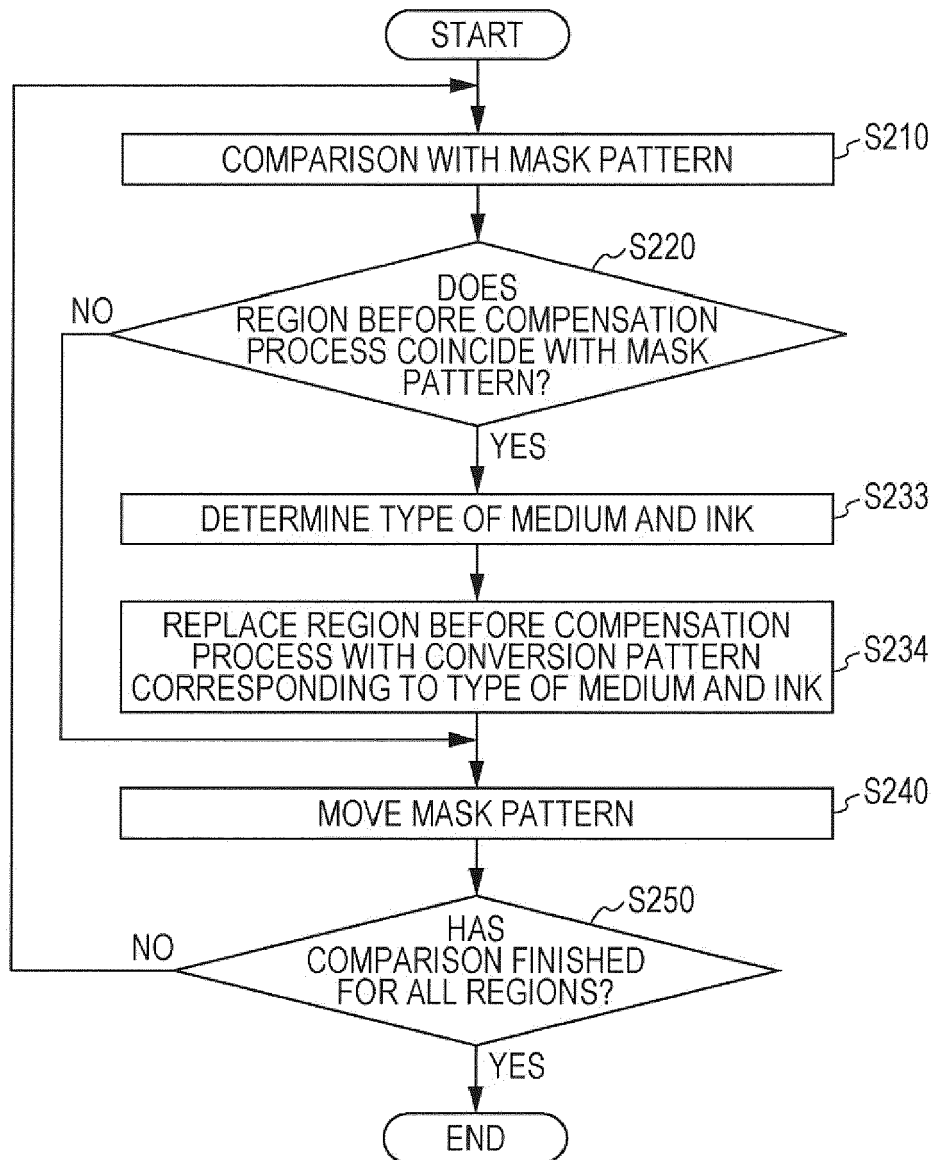 START
COMPARISON WITH MASK PATTERN
S210
S220
DOES
REGION BEFORE COMPENSATION
PROCESS COINCIDE WITH MASK
PATTERN?
NO
YES
DETERMINE TYPE OF MEDIUM AND INK
S233
REPLACE REGION BEFORE COMPENSATION
PROCESS WITH CONVERSION PATTERN
CORRESPONDING TO TYPE OF MEDIUM AND INK
S234
MOVE MASK PATTERN
S240
S250
HAS
COMPARISON FINISHED
FOR ALL REGIONS?
NO
YES
END